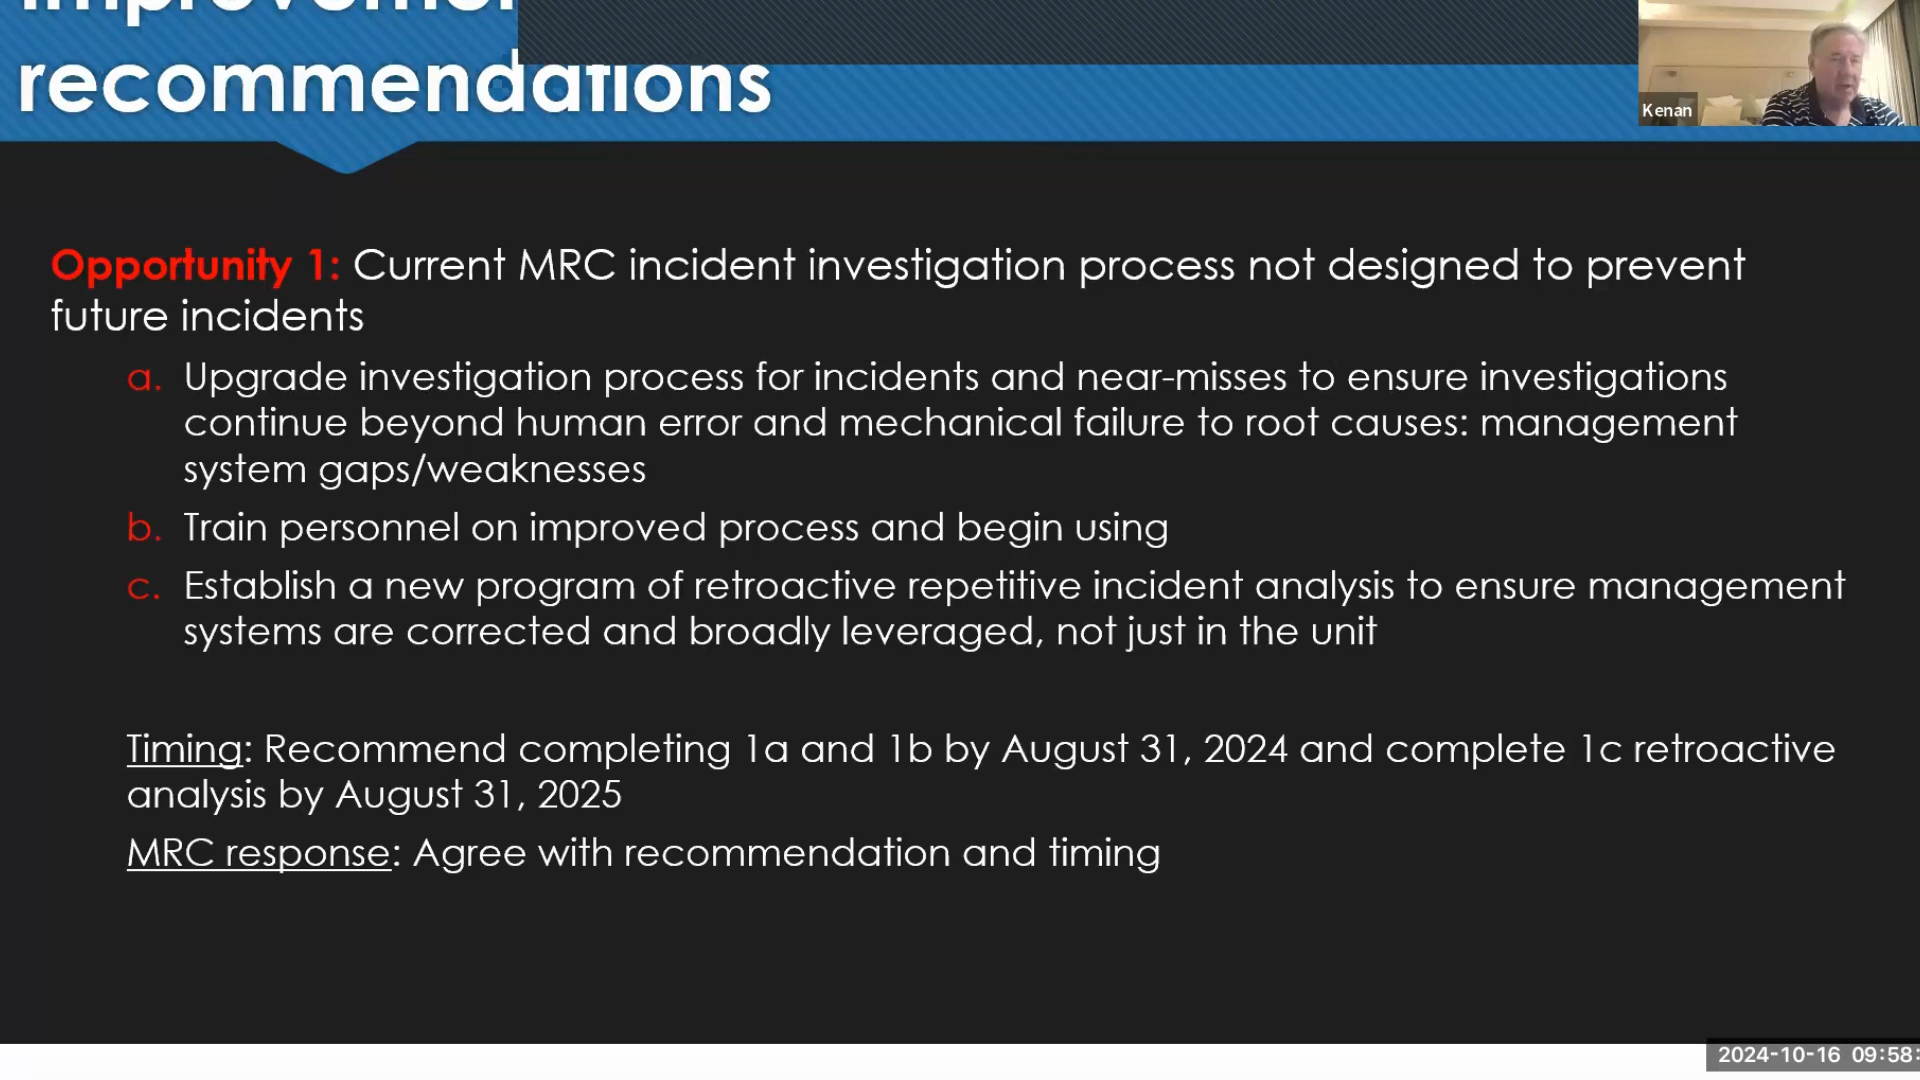 recommendations
Kenan
Opportunity 1: Current MRC incident investigation process not designed to prevent
future incidents
a. Upgrade investigation process for incidents and near-misses to ensure investigations
continue beyond human error and mechanical failure to root causes: management
system gaps/weaknesses
b. Train personnel on improved process and begin using
c. Establish a new program of retroactive repetitive incident analysis to ensure management
systems are corrected and broadly leveraged, not just in the unit
Timing: Recommend completing 1a and 1b by August 31, 2024 and complete 1c retroactive
analysis by August 31, 2025
MRC response: Agree with recommendation and timing
2024-10-16 09:58: